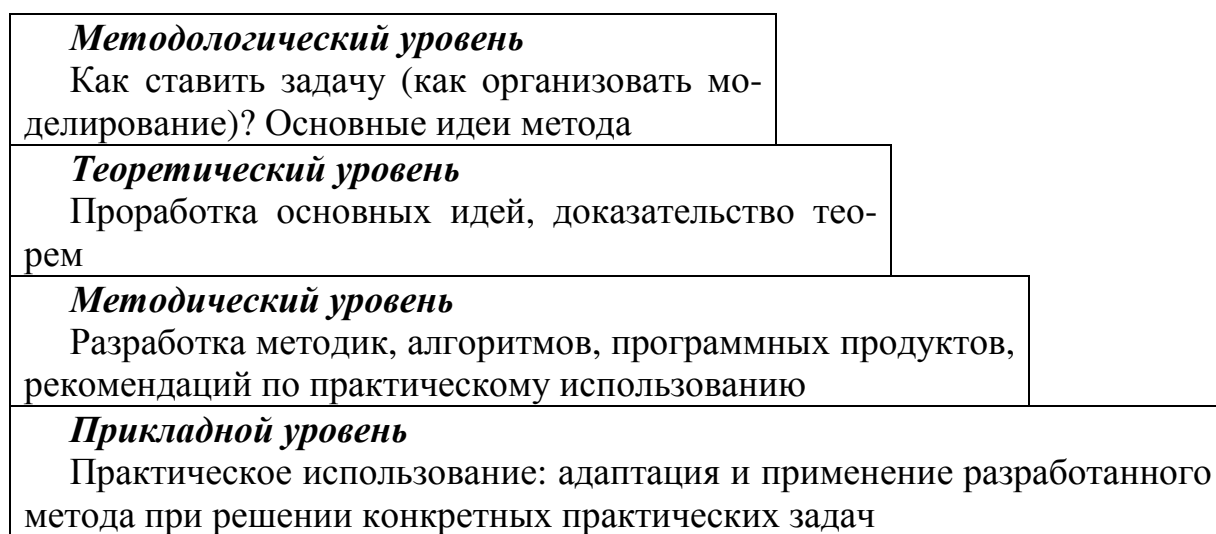 Методологический уровень
Как ставить задачу (как организовать мо-
делирование)? Основные идеи метода
Теоретический уровень
Проработка основных идей, доказательство тео-
рем
Методический уровень
Разработка методик, алгоритмов, программных продуктов,
рекомендаций по практическому использованию
Прикладной уровень
Практическое использование: адаптация и применение разработанного
метода при решении конкретных практических задач